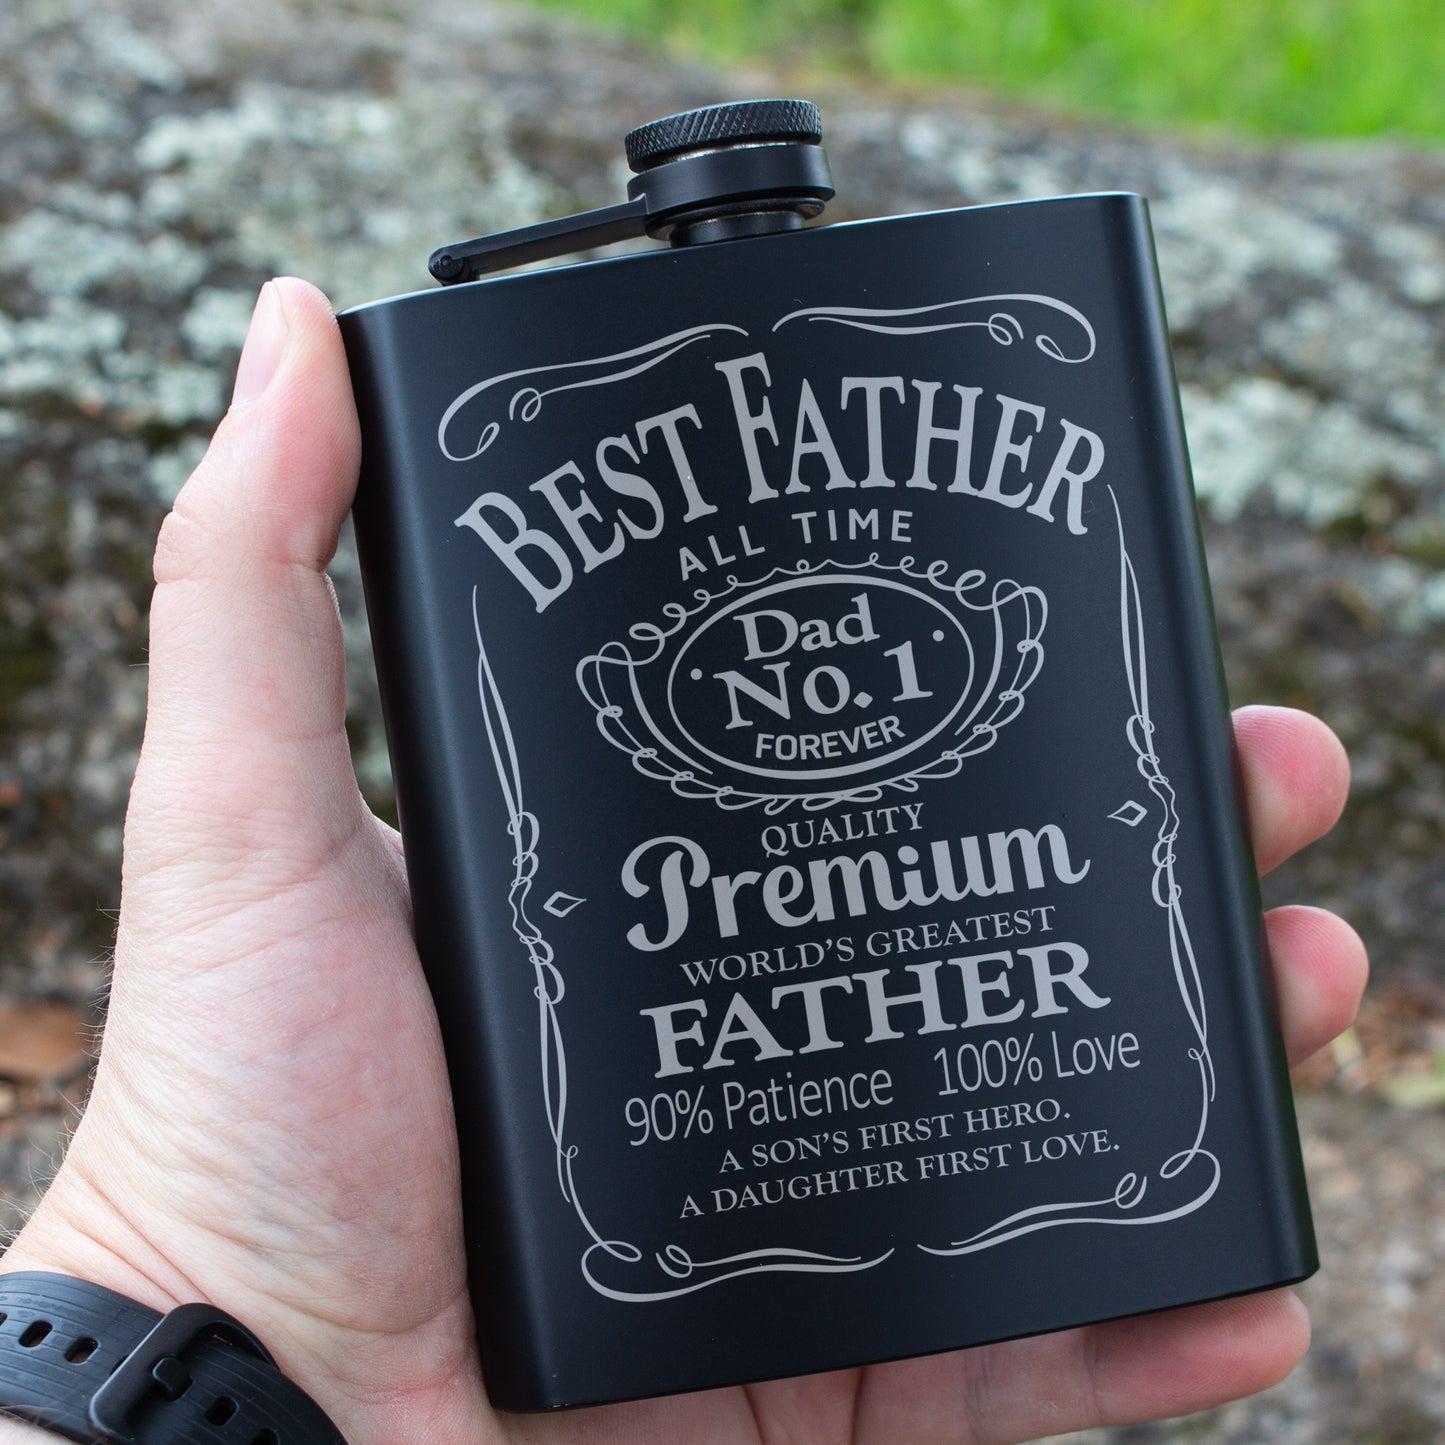 BEST FATHER
ALL TIME
Dad
No. 1
FOREVER
QUALITY
Premium
WORLD'S GREATEST
FATHER
90% Patience 100% Love
A SON'S FIRST HERO.
A DAUGHTER FIRST LOVE.